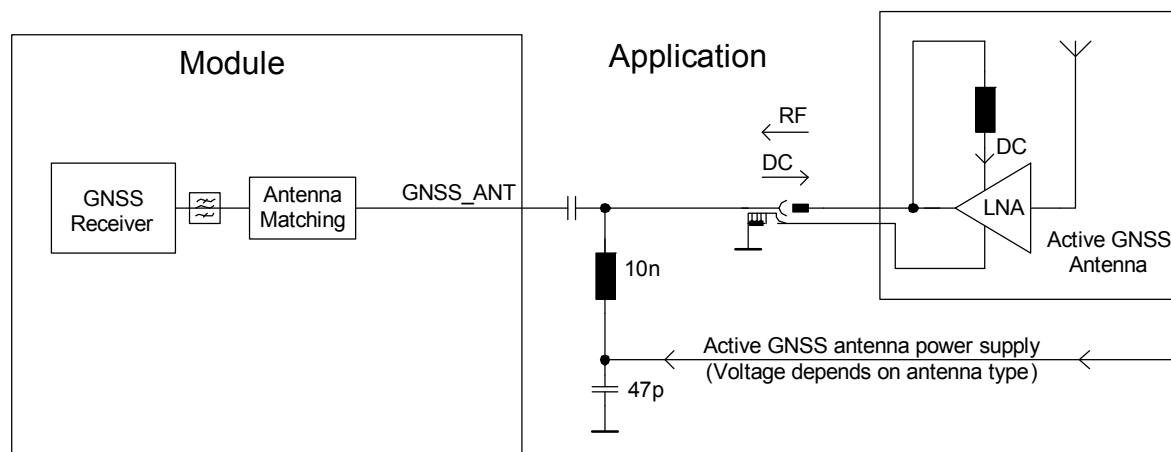 Module
Application
RF
DC
DC
GNSS
Receiver
Antenna
Matching
GNSS_ANT
LNA
Active GNSS
Antenna
10n
Active GNSS antenna power supply
(Voltage depends on antenna type)
47p